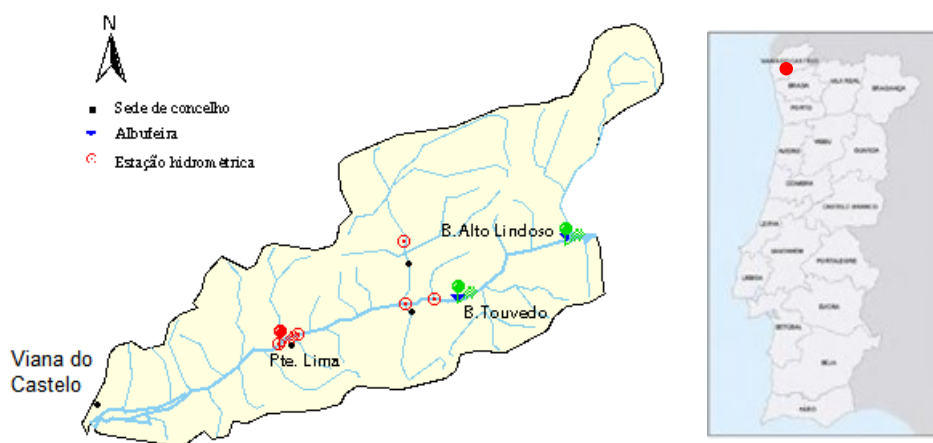 N
Sede de concelho
Albufeira
Estação hidrométrica
B. Alto Lindoso
B. Touvedo
Pte. Lima
Viana do
Castelo
VIANA DO CASTELO
BRAGA
VILA REAL
BRAGANÇA
PORTO
AVEIRO
VISEU
GUARDA
COIMBRA
CASTELO BRANCO
LEIRIA
SANTARÉM
PORTALEGRE
LISBOA
ÉVORA
SETÚBAL
BEJA
FARO